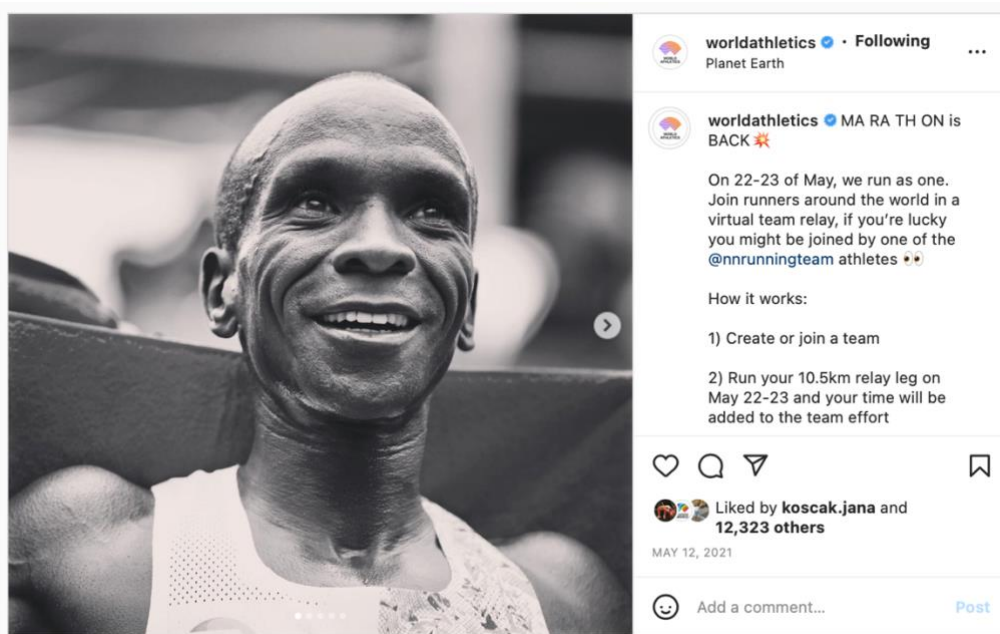 worldathletics · Following
Planet Earth
worldathletics MA RA TH ON is
BACK💥
On 22-23 of May, we run as one.
Join runners around the world in a
virtual team relay, if you're lucky
you might be joined by one of the
@nnrunningteam athletes 👀
How it works:
1) Create or join a team
2) Run your 10.5km relay leg on
May 22-23 and your time will be
added to the team effort
Liked by koscak.jana and
12,323 others
MAY 12, 2021
Add a comment... Post